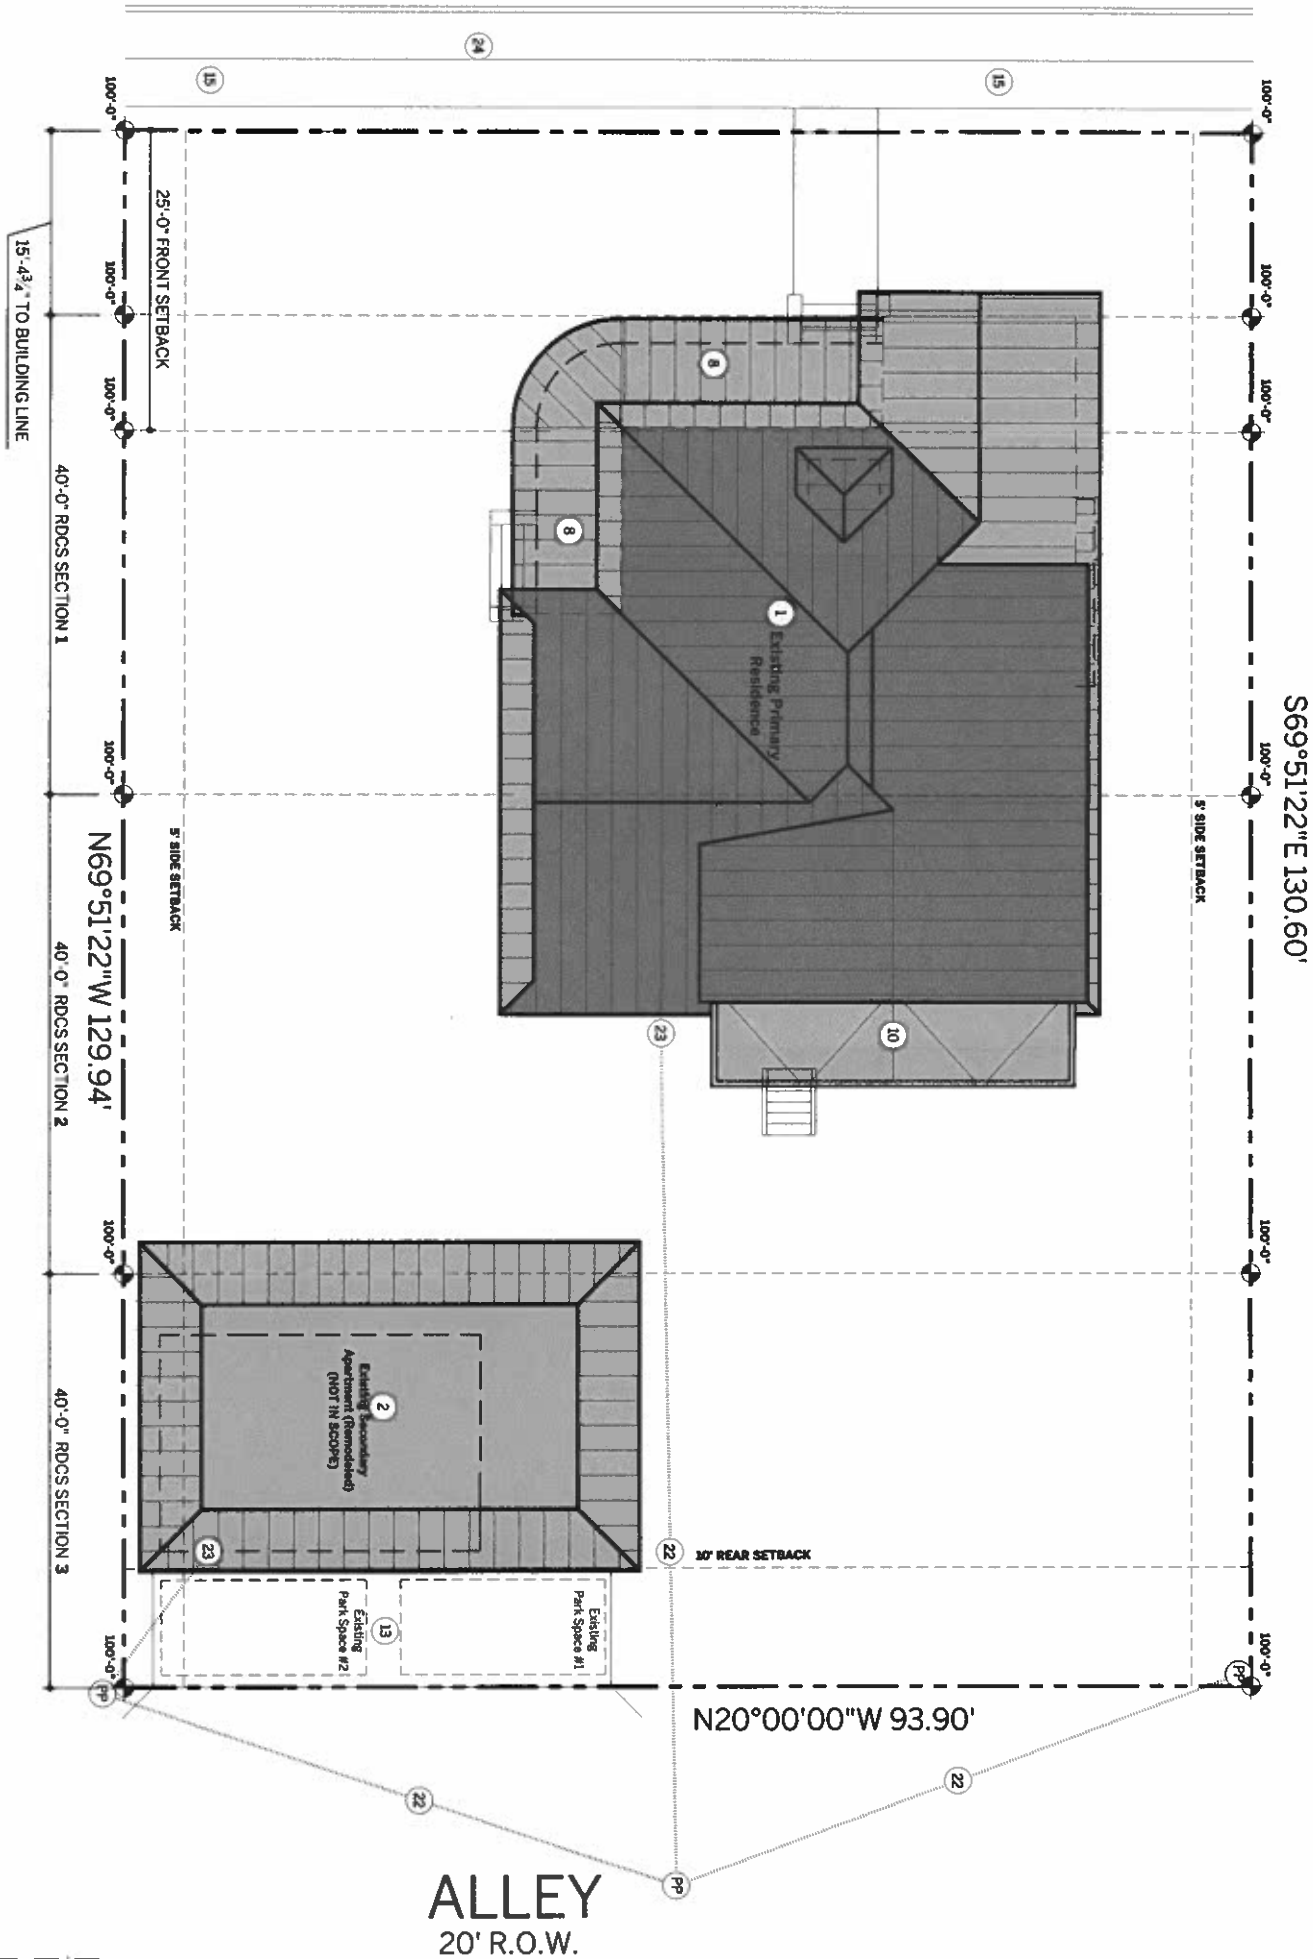 24
15
15
100'-0"
100'-0"
25'-0" FRONT SETBACK
15'-4¾" TO BUILDING LINE
100'-0"
100'-0"
100'-0"
100'-0"
8
8
40'-0" RDCS SECTION 1
1
Existing Primary
Residence
S69°51'22"E 130.60'
100'-0"
100'-0"
5' SIDE SETBACK
5' SIDE SETBACK
N69°51'22"W 129.94'
40'-0" RDCS SECTION 2
23
10
100'-0"
100'-0"
2
Existing Secondary
Apartment (Remodeled)
(NOT IN SCOPE)
40'-0" RDCS SECTION 3
23
22
10' REAR SETBACK
Existing
Park Space #2
13
Existing
Park Space #1
100'-0"
100'-0"
PP
PP
N20°00'00"W 93.90'
22
22
PP
ALLEY
20' R.O.W.